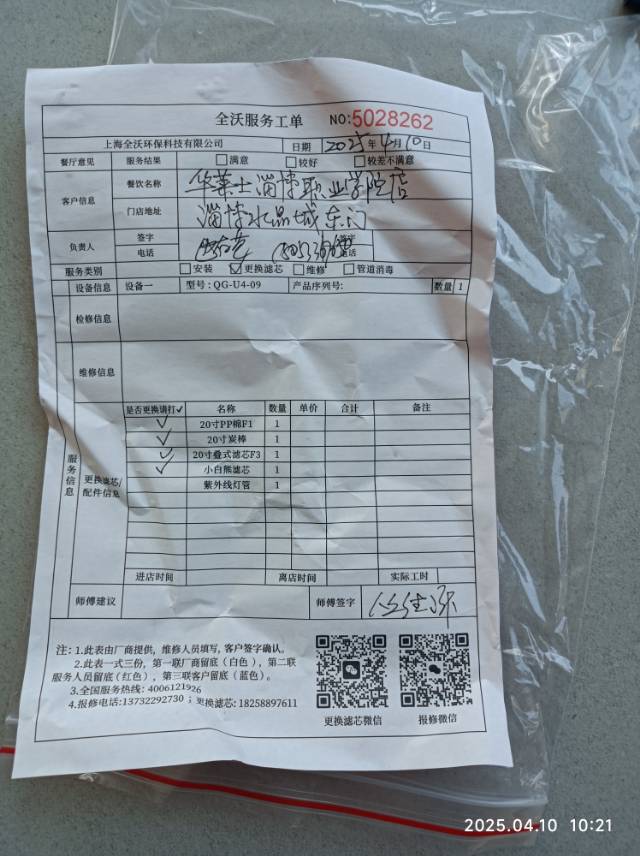 全沃服务工单 NO:5028262
上海全沃环保科技有限公司 日期 2025年4月10日
餐厅意见 服务结果 满意 较好 较差不满意
客户信息 餐饮名称 华莱士淄博职业学院店
门店地址 淄博水晶城东门
负责人 签字 签字
电话 电话
服务类别 安装 ✓更换滤芯 维修 管道消毒
设备信息 设备一 型号:QG-U4-09 产品序列号: 数量 1
检修信息
维修信息
服务信息
更换滤芯/配件信息
是否更换请打✓ 名称 数量 单价 合计 备注
✓ 20寸PP棉F1 1
✓ 20寸炭棒 1
✓ 20寸叠式滤芯F3 1
✓ 小白熊滤芯 1
紫外线灯管 1
进店时间 离店时间 实际工时
师傅建议 师傅签字
注:1.此表由厂商提供,维修人员填写,客户签字确认。
2.此表一式三份,第一联厂商留底(白色),第二联
服务人员留底(红色),第三联客户留底(蓝色)。
3.全国服务热线:4006121926
4.报修电话:13732292730;更换滤芯:18258897611
更换滤芯微信 报修微信
2025.04.10 10:21